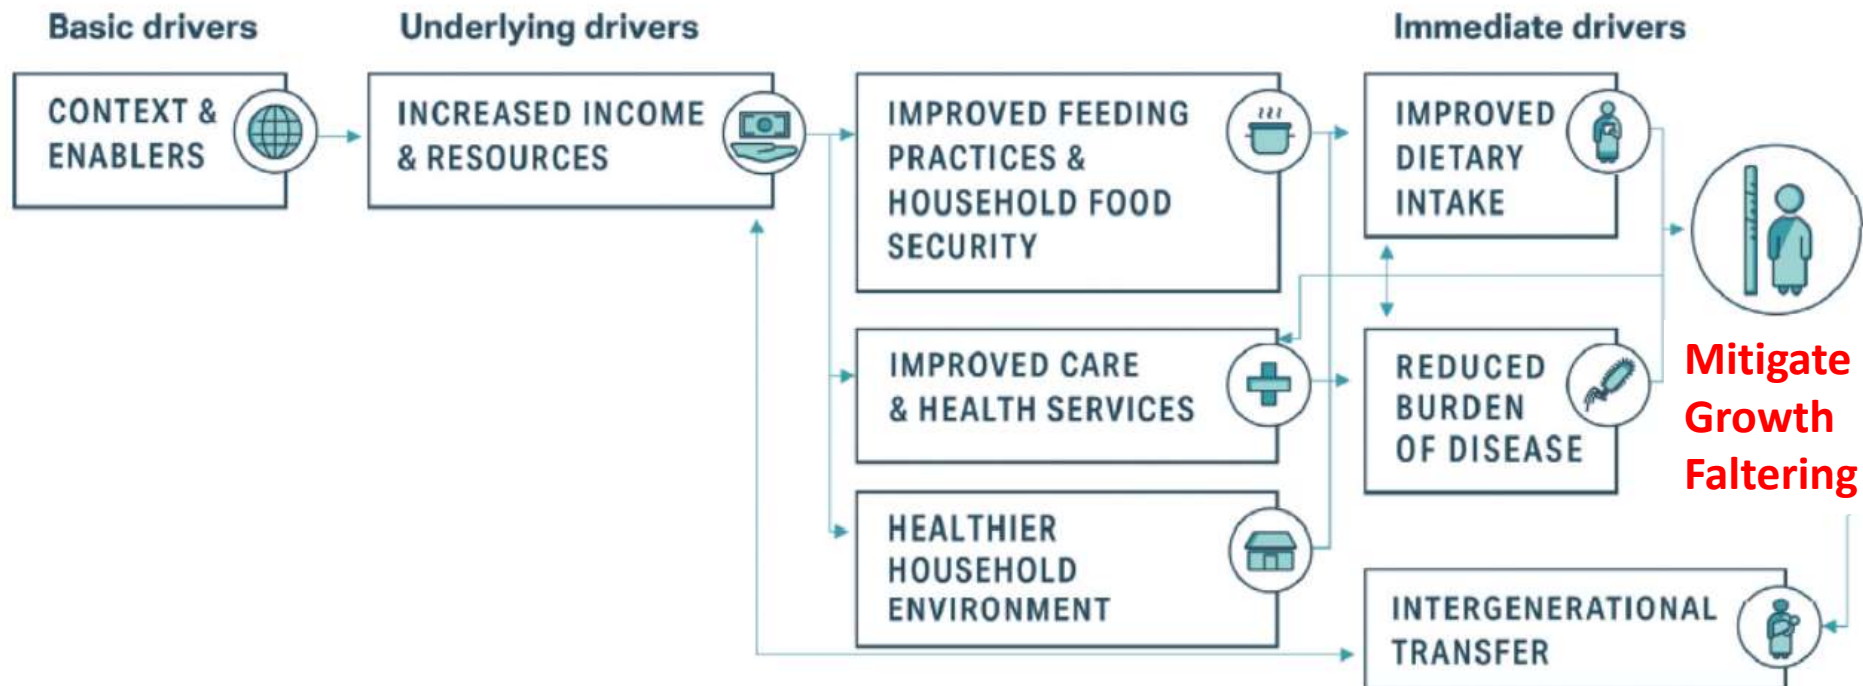 Basic drivers
Underlying drivers
Immediate drivers
CONTEXT &
ENABLERS
INCREASED INCOME
& RESOURCES
IMPROVED FEEDING
PRACTICES &
HOUSEHOLD FOOD
SECURITY
IMPROVED
DIETARY
INTAKE
IMPROVED CARE
& HEALTH SERVICES
REDUCED
BURDEN
OF DISEASE
Mitigate
Growth
Faltering
HEALTHIER
HOUSEHOLD
ENVIRONMENT
INTERGENERATIONAL
TRANSFER